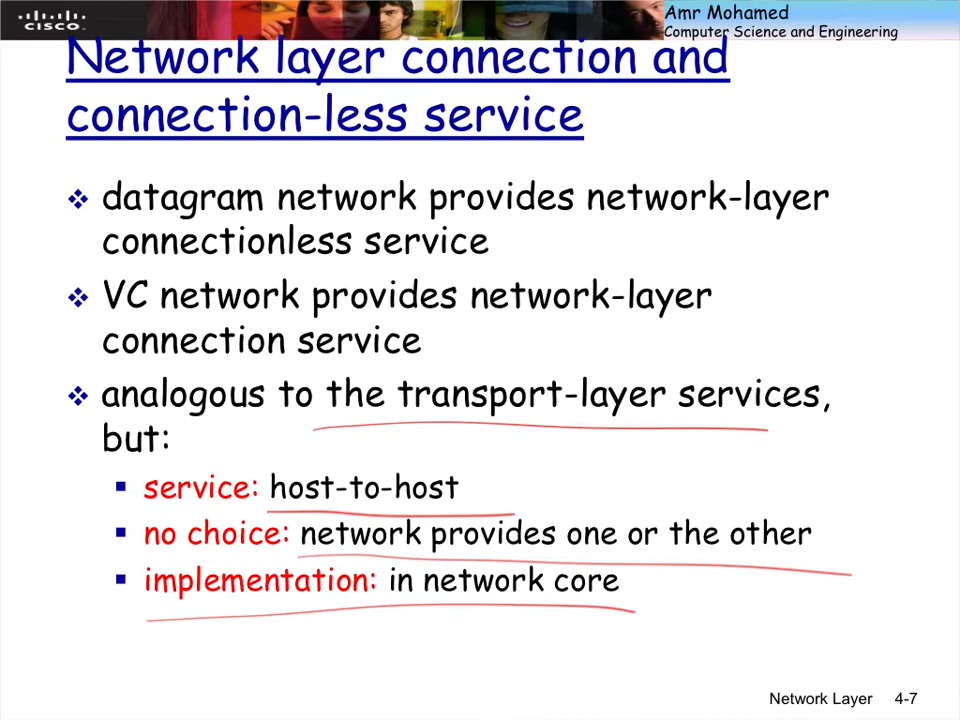 CISCO
Amr Mohamed
Computer Science and Engineering
Network layer connection and
connection-less service
datagram network provides network-layer
connectionless service
VC network provides network-layer
connection service
analogous to the transport-layer services,
but:
service: host-to-host
no choice: network provides one or the other
implementation: in network core
Network Layer 4-7